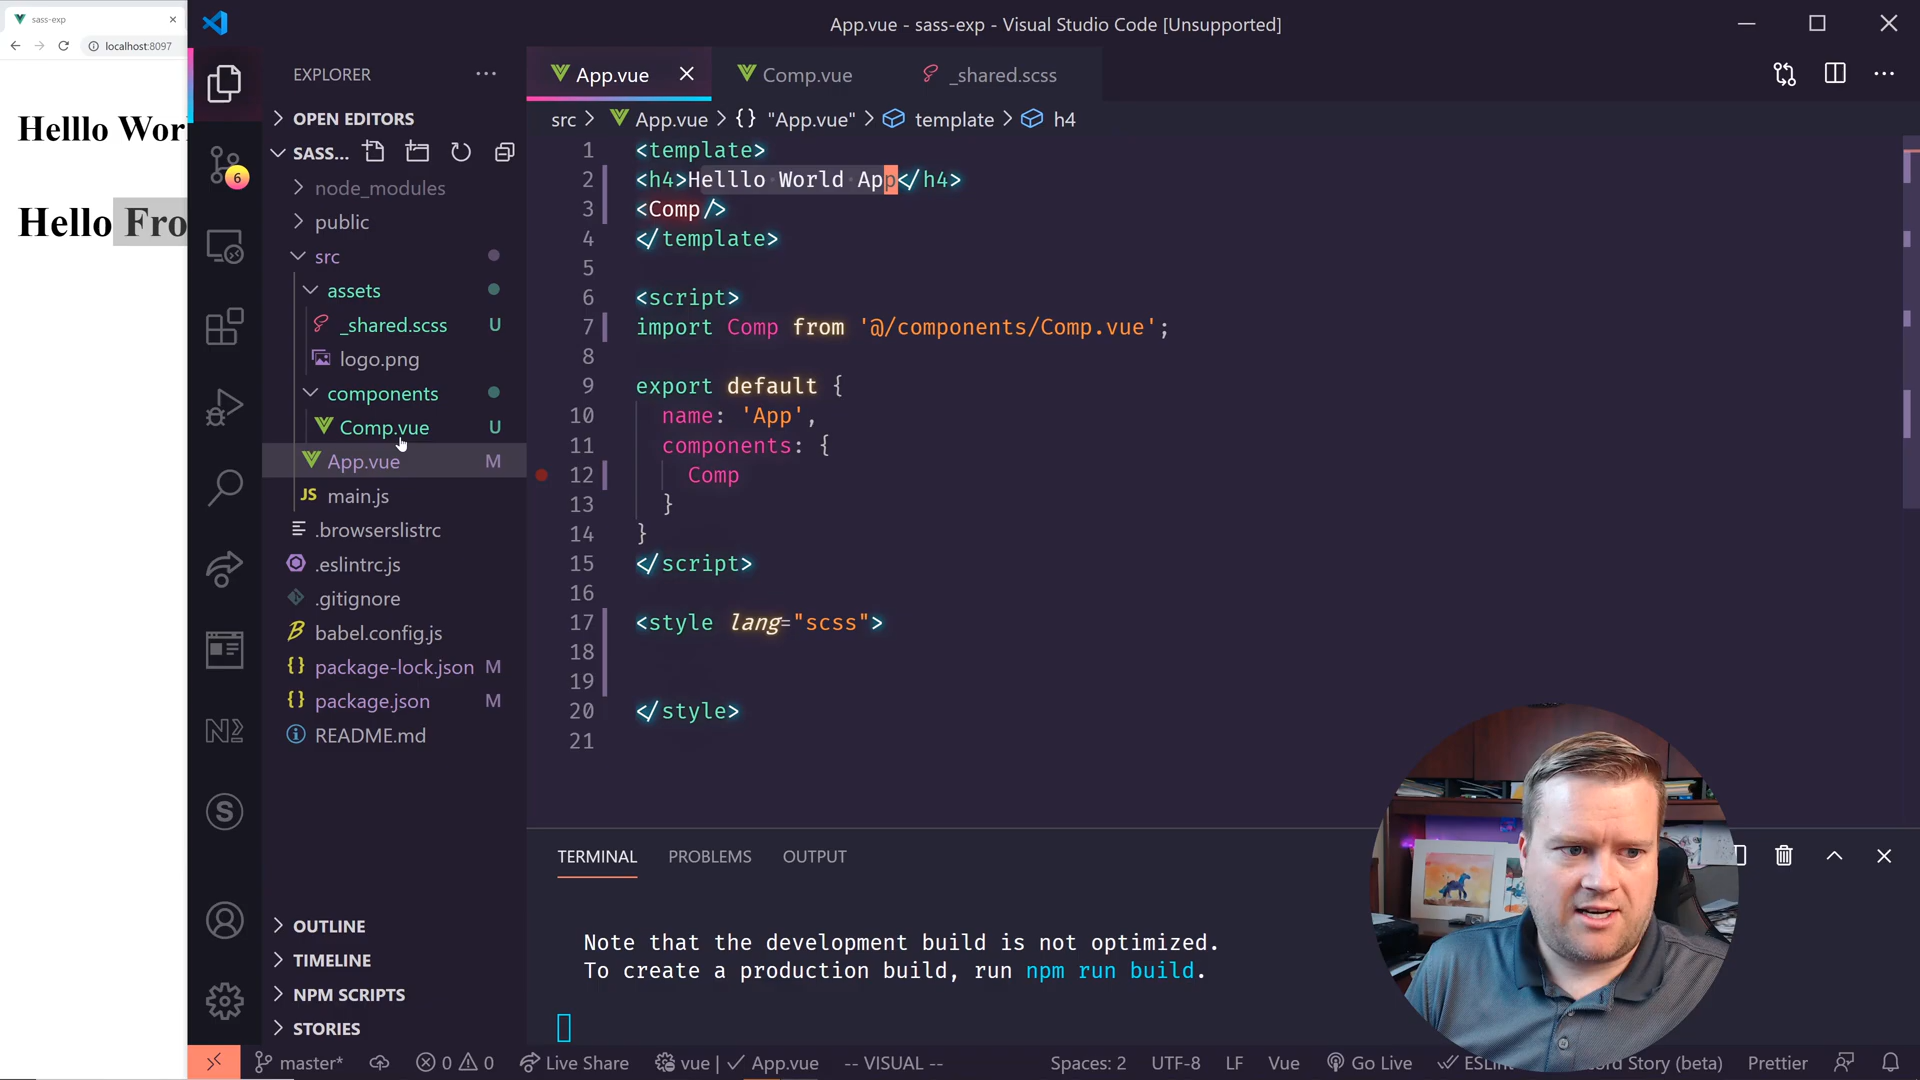 sass-exp
localhost:8097
Helllo Wor
Hello Fro
App.vue - sass-exp - Visual Studio Code [Unsupported]
EXPLORER
App.vue
Comp.vue
_shared.scss
OPEN EDITORS
SASS...
node_modules
public
src
assets
_shared.scss U
logo.png
components
Comp.vue U
App.vue M
JS main.js
.browserslistrc
.eslintrc.js
.gitignore
babel.config.js
{} package-lock.json M
{} package.json M
README.md
OUTLINE
TIMELINE
NPM SCRIPTS
STORIES
6
src > App.vue > {} "App.vue" > template > h4
1 <template>
2 <h4>Helllo World App</h4>
3 <Comp/>
4 </template>
5
6 <script>
7 import Comp from '@/components/Comp.vue';
8
9 export default {
10 name: 'App',
11 components: {
12 Comp
13 }
14 }
15 </script>
16
17 <style lang="scss">
18
19
20 </style>
21
TERMINAL PROBLEMS OUTPUT
Note that the development build is not optimized.
To create a production build, run npm run build.
master* 0 0 Live Share vue | App.vue -- VISUAL -- Spaces: 2 UTF-8 LF Vue Go Live ESLin rd Story (beta) Prettier